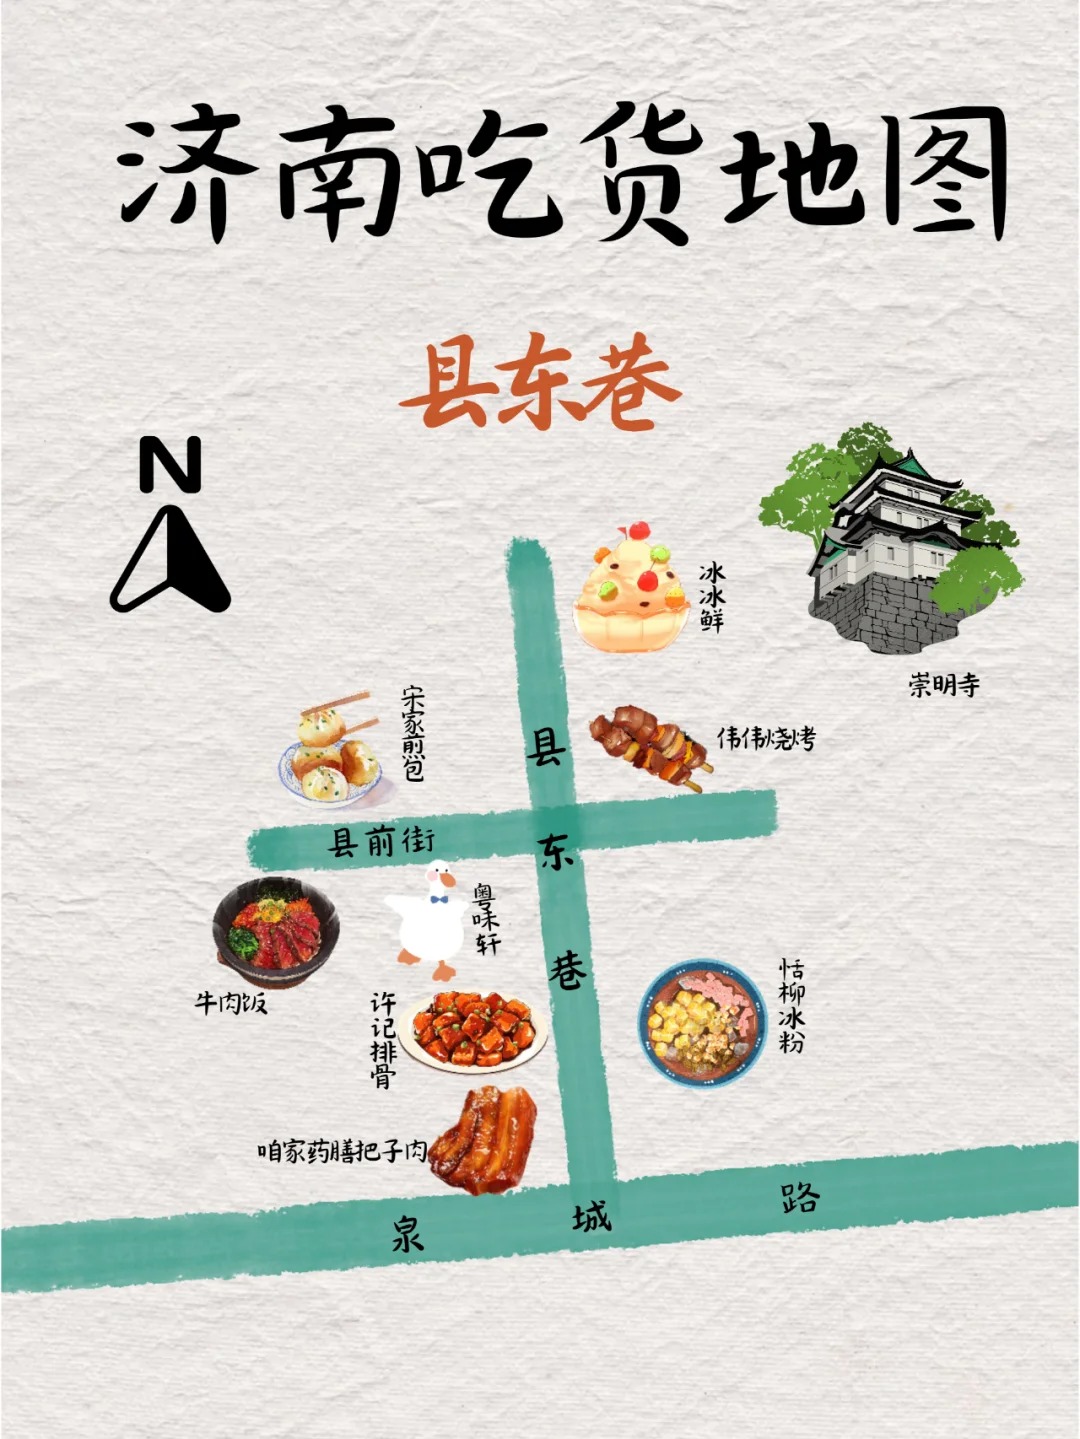 济南吃货地图
县东巷
N
冰冰鲜
崇明寺
宋家煎包
伟伟烧烤
县东巷
县前街
粤味轩
牛肉饭
许记排骨
恬柳冰粉
咱家药膳把子肉
泉城路